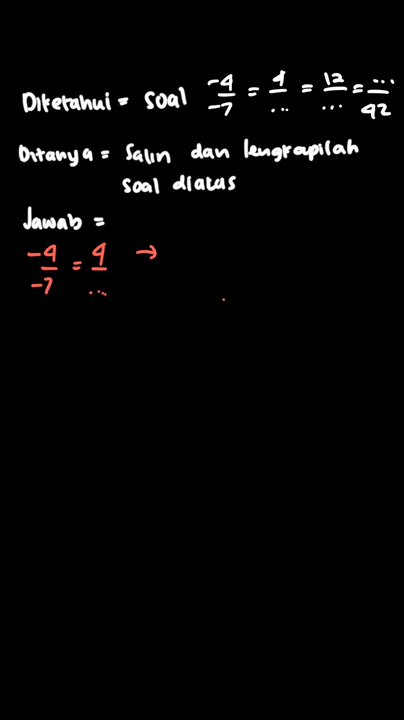 Diketahui = Soal -4/-7 = 4/... = 12/... = .../42
Ditanya = Salin dan lengkapilah
soal diatas
Jawab =
-4/-7 = 4/... →